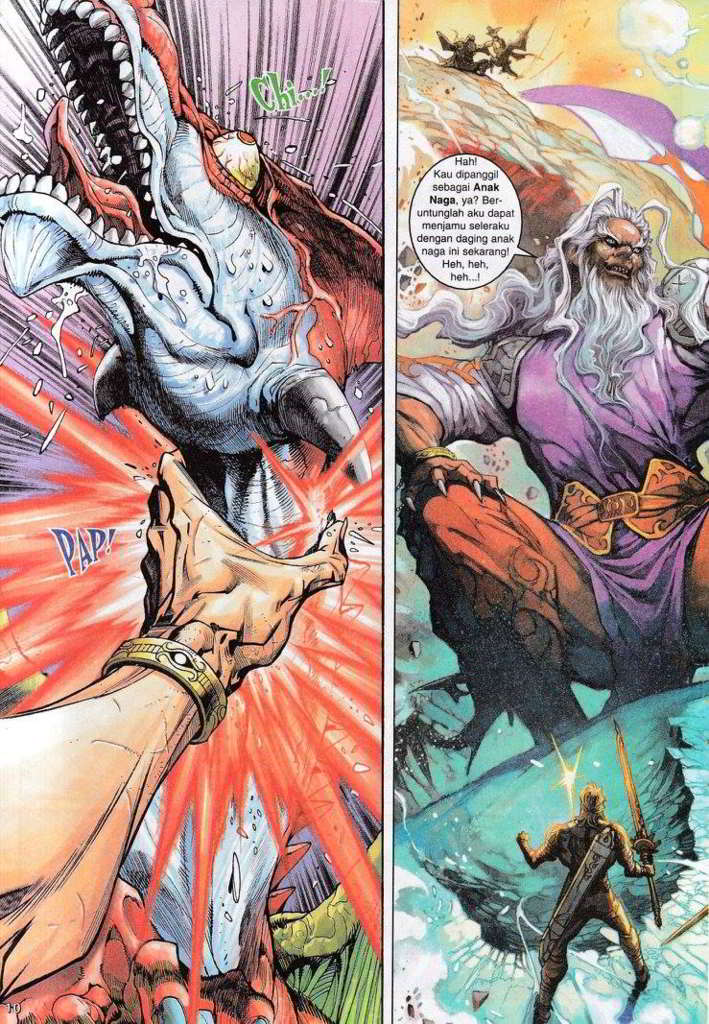 Chi....!
PAP!
10
Hah!
Kau dipanggil
sebagai Anak
Naga, ya? Ber-
untunglah aku dapat
menjamu seleraku
dengan daging anak
naga ini sekarang!
Heh, heh,
heh...!